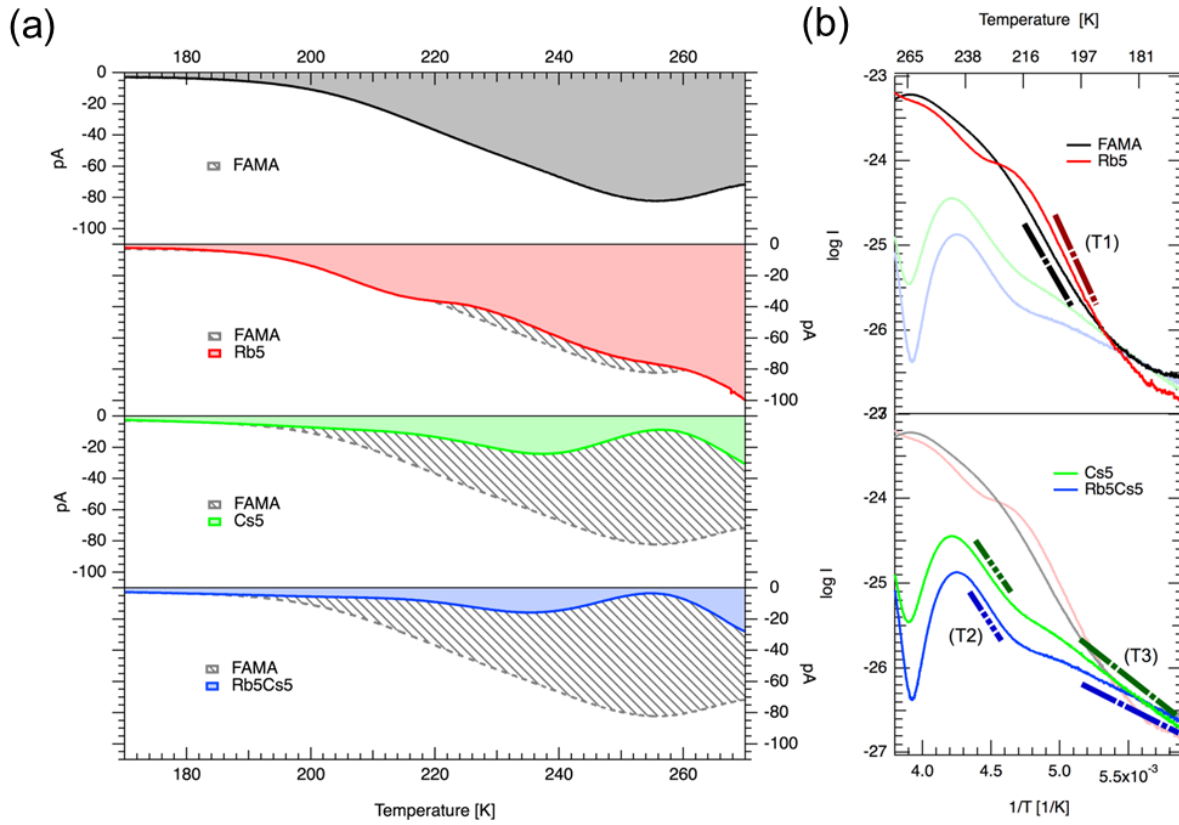 (a)
180 200 220 240 260
0
-20
-40
-60
-80
-100
pA
FAMA
0
-20
-40
-60
-80
-100
pA
FAMA
Rb5
0
-20
-40
-60
-80
-100
pA
FAMA
Cs5
0
-20
-40
-60
-80
-100
pA
FAMA
Rb5Cs5
180 200 220 240 260
Temperature [K]
(b)
Temperature [K]
265 238 216 197 181
-23
-24
-25
-26
log I
FAMA
Rb5
(T1)
-23
-23
-24
-25
-26
-27
log I
Cs5
Rb5Cs5
(T2)
(T3)
4.0 4.5 5.0 5.5x10-3
1/T [1/K]